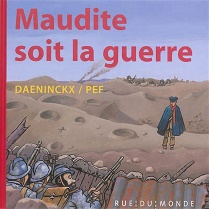 Maudite
soit la guerre
DAENINCKX / PEF
RUE DU MONDE